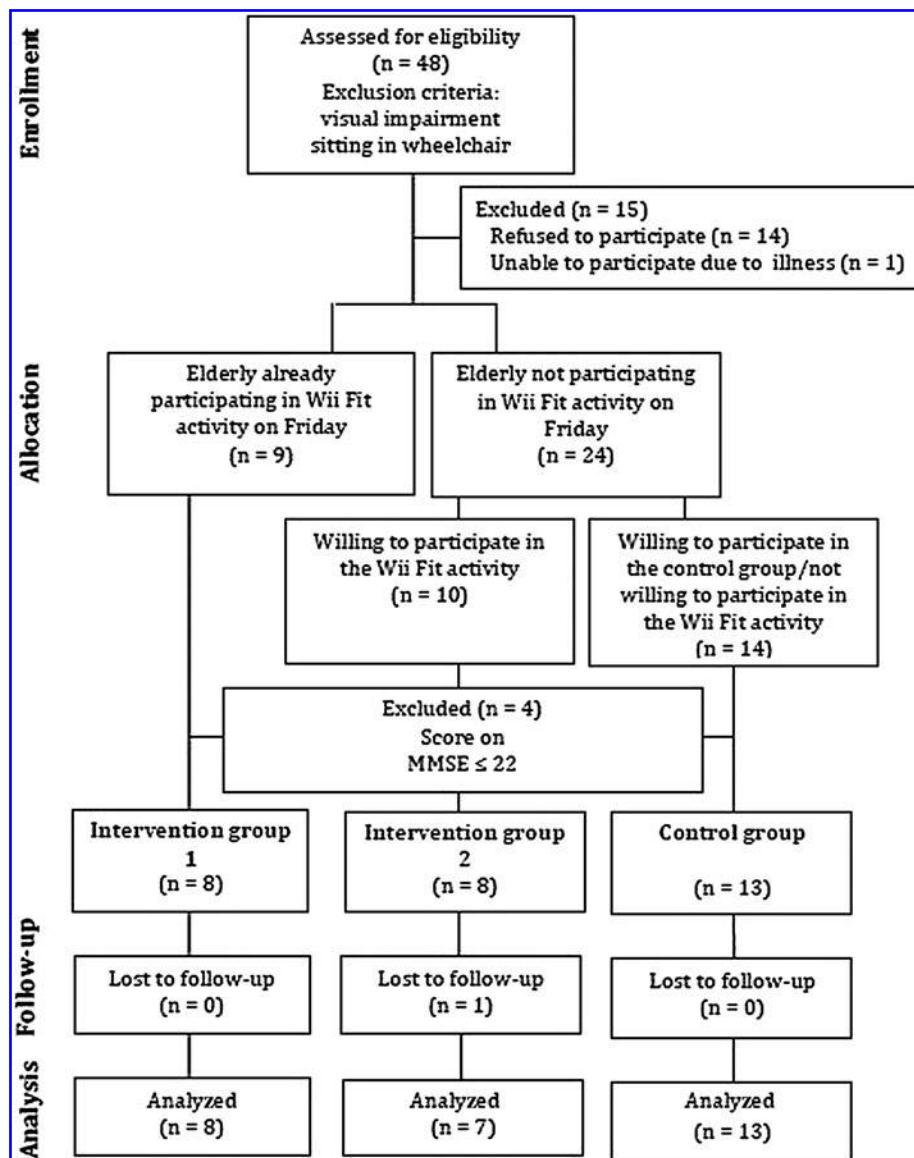 Enrollment
Assessed for eligibility
(n = 48)
Exclusion criteria:
visual impairment
sitting in wheelchair
Excluded (n = 15)
Refused to participate (n = 14)
Unable to participate due to illness (n = 1)
Allocation
Elderly already
participating in Wii Fit
activity on Friday
(n = 9)
Elderly not participating
in Wii Fit activity on
Friday
(n = 24)
Willing to participate in
the Wii Fit activity
(n = 10)
Willing to participate in
the control group/not
willing to participate in
the Wii Fit activity
(n = 14)
Excluded (n = 4)
Score on
MMSE ≤ 22
Intervention group
1
(n = 8)
Intervention group
2
(n = 8)
Control group
(n = 13)
Follow-up
Lost to follow-up
(n = 0)
Lost to follow-up
(n = 1)
Lost to follow-up
(n = 0)
Analysis
Analyzed
(n = 8)
Analyzed
(n = 7)
Analyzed
(n = 13)